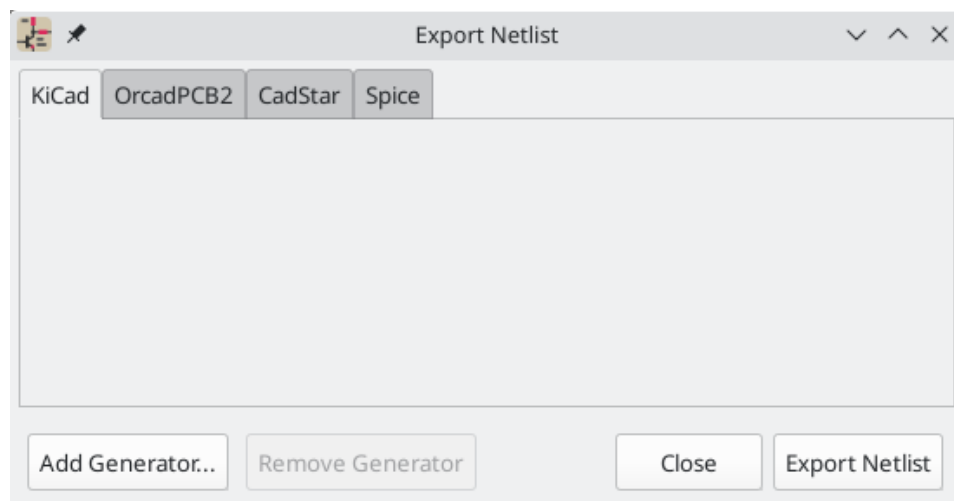 Export Netlist
KiCad OrcadPCB2 CadStar Spice
Add Generator... Remove Generator Close Export Netlist